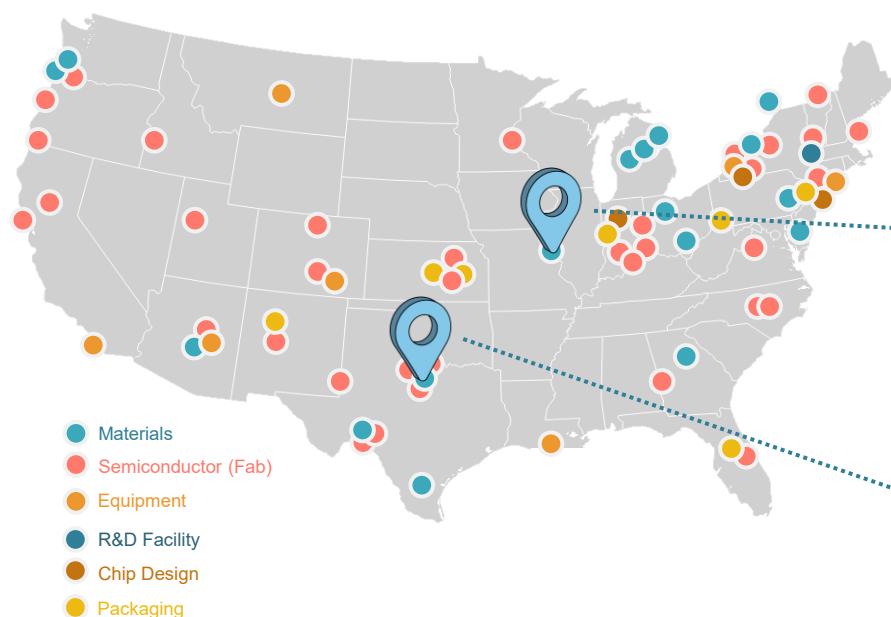 Materials
Semiconductor (Fab)
Equipment
R&D Facility
Chip Design
Packaging